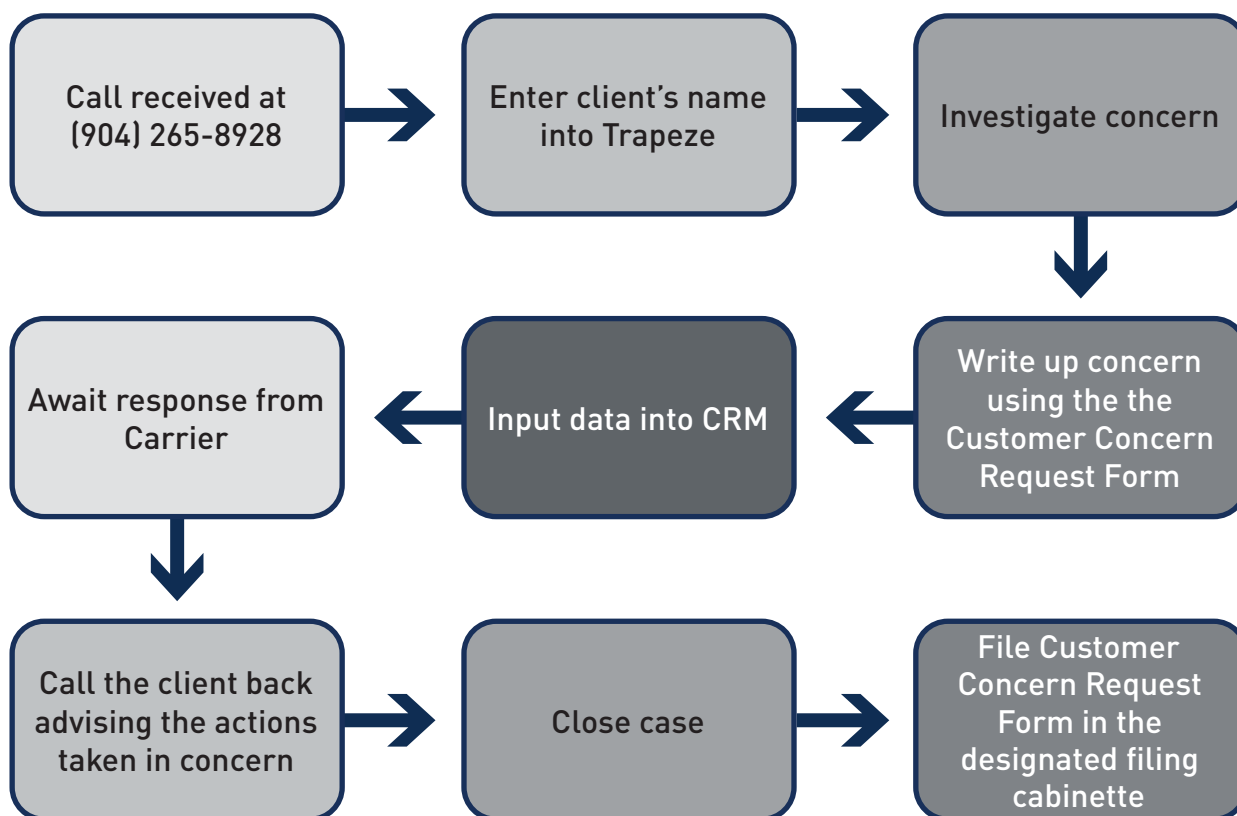 Call received at
(904) 265-8928
Enter client's name
into Trapeze
Investigate concern
Write up concern
using the the
Customer Concern
Request Form
Input data into CRM
Await response from
Carrier
Call the client back
advising the actions
taken in concern
Close case
File Customer
Concern Request
Form in the
designated filing
cabinette